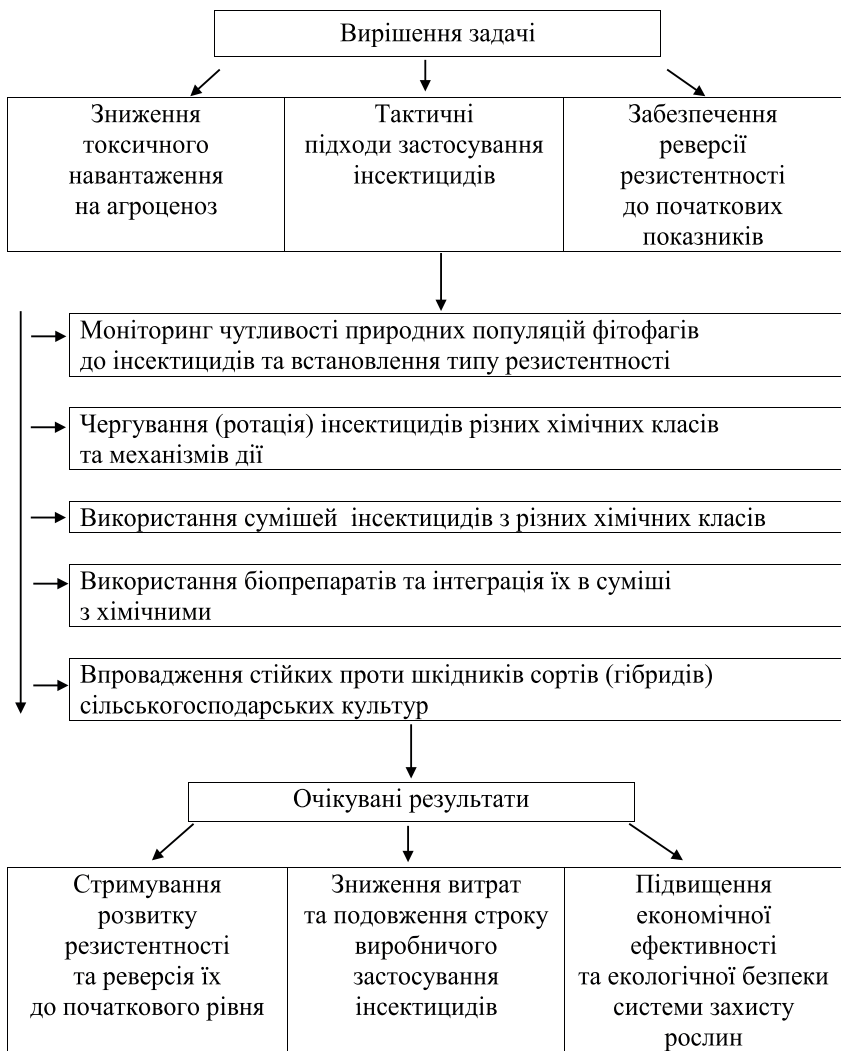 Вирішення задачі
Зниження
токсичного
навантаження
на агроценоз
Тактичні
підходи застосування
інсектицидів
Забезпечення
реверсії
резистентності
до початкових
показників
Моніторинг чутливості природних популяцій фітофагів
до інсектицидів та встановлення типу резистентності
Чергування (ротація) інсектицидів різних хімічних класів
та механізмів дії
Використання сумішей інсектицидів з різних хімічних класів
Використання біопрепаратів та інтеграція їх в суміші
з хімічними
Впровадження стійких проти шкідників сортів (гібридів)
сільськогосподарських культур
Очікувані результати
Стримування
розвитку
резистентності
та реверсія їх
до початкового рівня
Зниження витрат
та подовження строку
виробничого
застосування
інсектицидів
Підвищення
економічної
ефективності
та екологічної безпеки
системи захисту
рослин